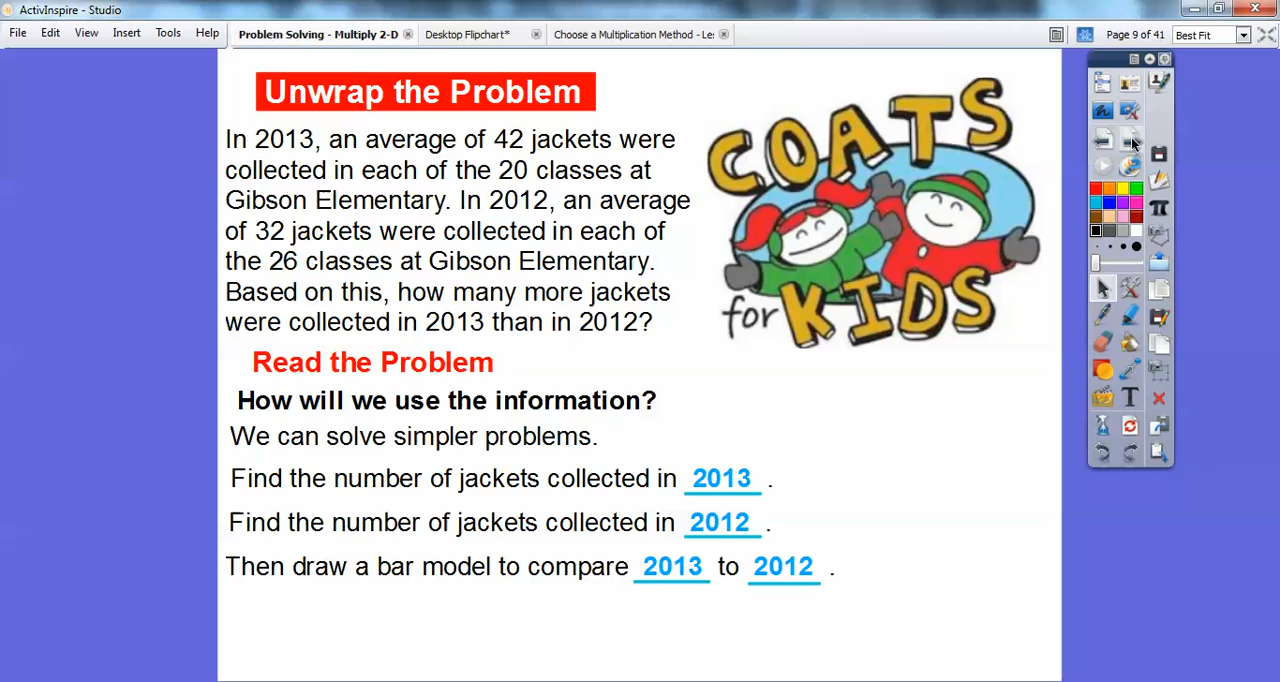 ActivInspire - Studio
File Edit View Insert Tools Help
Problem Solving - Multiply 2-D
Desktop Flipchart*
Choose a Multiplication Method - Les
Page 9 of 41
Best Fit
Unwrap the Problem
In 2013, an average of 42 jackets were
collected in each of the 20 classes at
Gibson Elementary. In 2012, an average
of 32 jackets were collected in each of
the 26 classes at Gibson Elementary.
Based on this, how many more jackets
were collected in 2013 than in 2012?
COATS
for KIDS
Read the Problem
How will we use the information?
We can solve simpler problems.
Find the number of jackets collected in 2013 .
Find the number of jackets collected in 2012 .
Then draw a bar model to compare 2013 to 2012 .